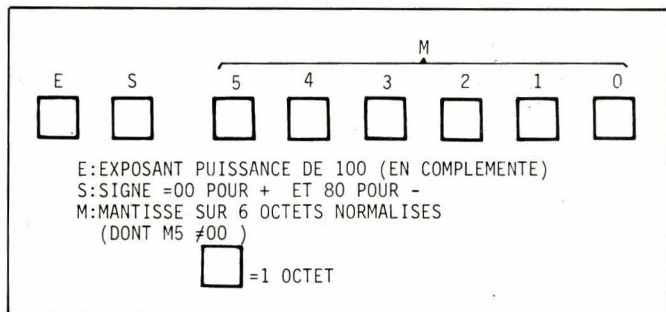 M
E S 5 4 3 2 1 0
E:EXPOSANT PUISSANCE DE 100 (EN COMPLEMENTE)
S:SIGNE =00 POUR + ET 80 POUR -
M:MANTISSE SUR 6 OCTETS NORMALISES
(DONT M5 ≠00 )
=1 OCTET